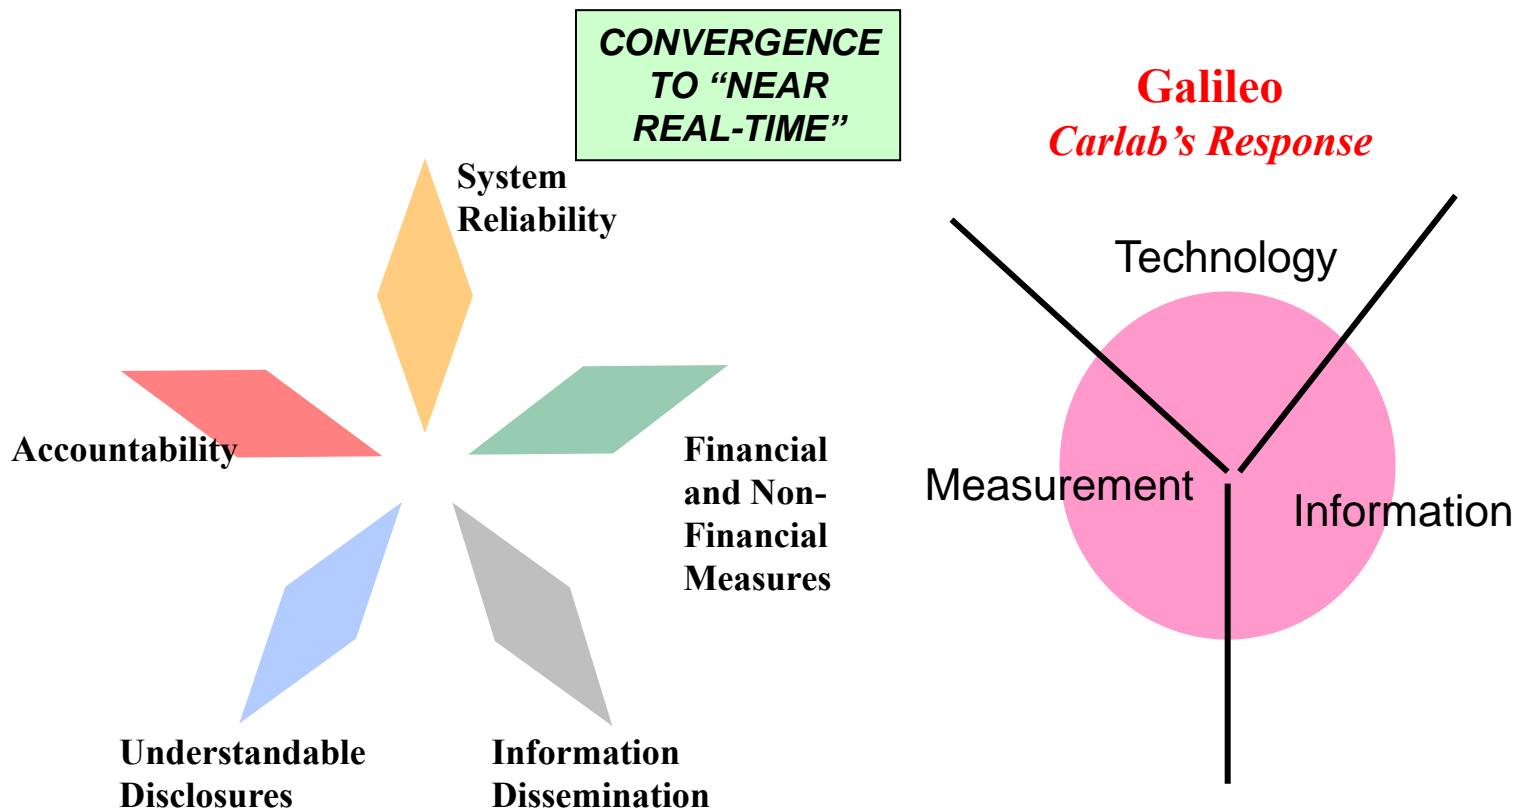 CONVERGENCE
TO “NEAR
REAL-TIME”
Galileo
Carlab’s Response
System
Reliability
Accountability
Financial
and Non-
Financial
Measures
Understandable
Disclosures
Information
Dissemination
Technology
Measurement
Information